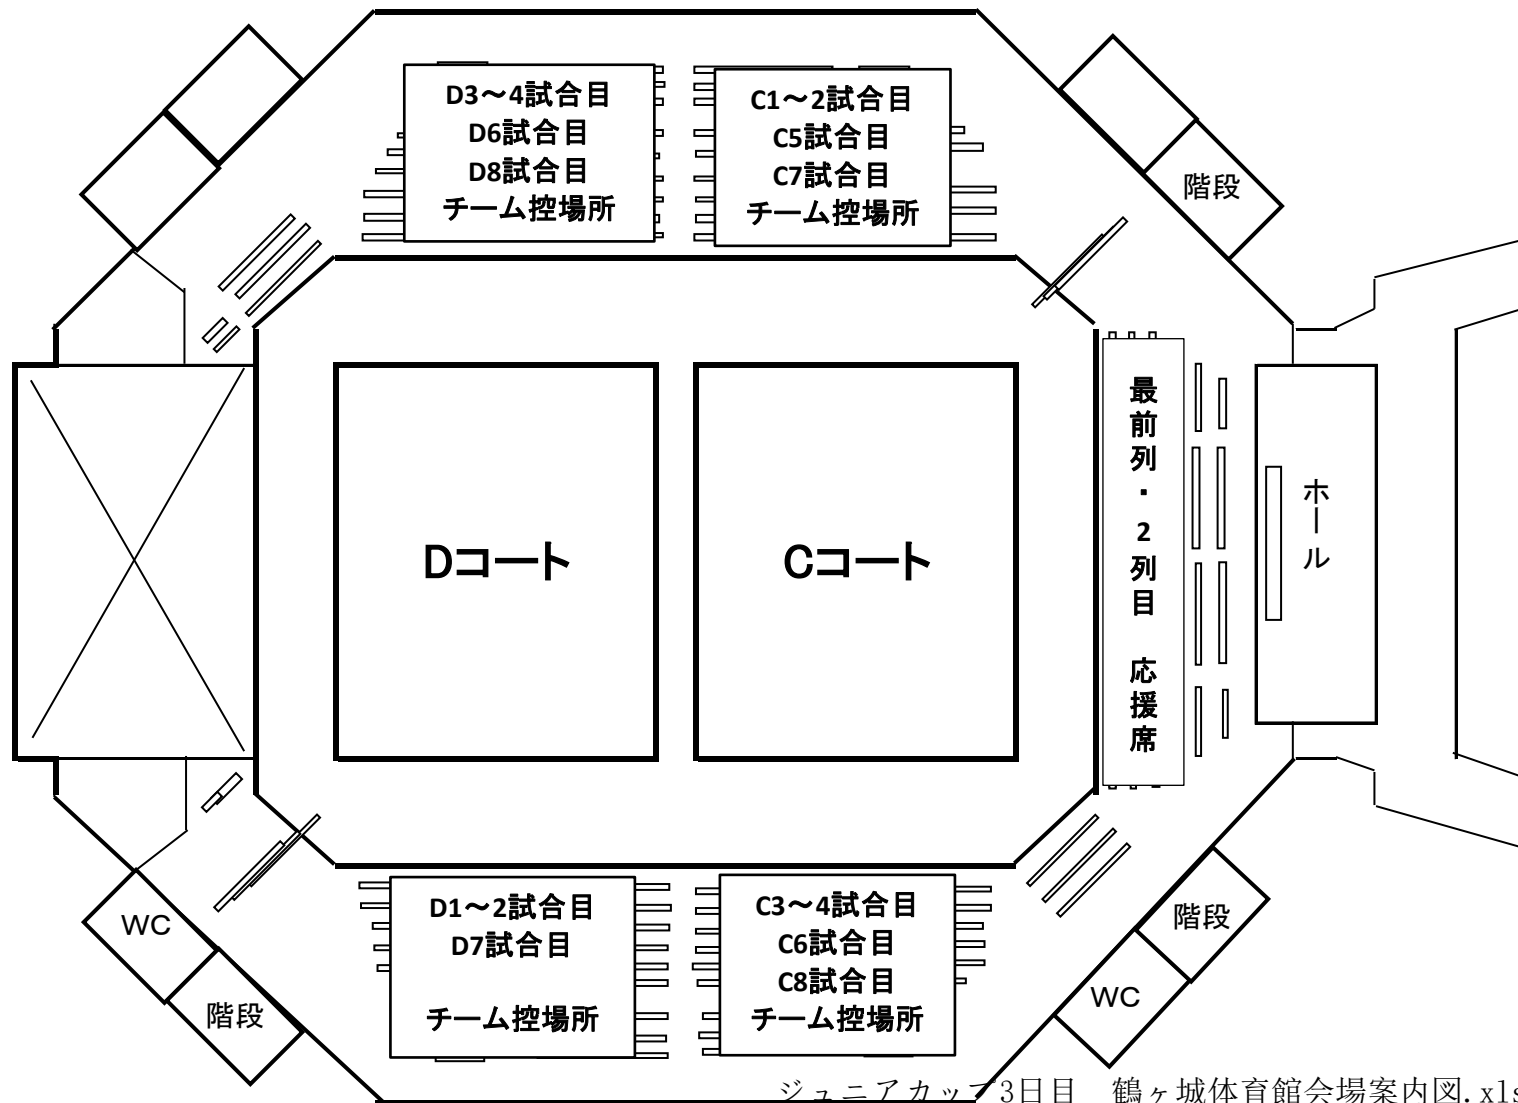 D3～4試合目
D6試合目
D8試合目
チーム控場所
C1～2試合目
C5試合目
C7試合目
チーム控場所
階段
最前列・2列目　応援席
ホール
Dコート
Cコート
D1～2試合目
D7試合目
チーム控場所
C3～4試合目
C6試合目
C8試合目
チーム控場所
WC
階段
階段
WC
ジュニアカップ3日目　鶴ヶ城体育館会場案内図.xls